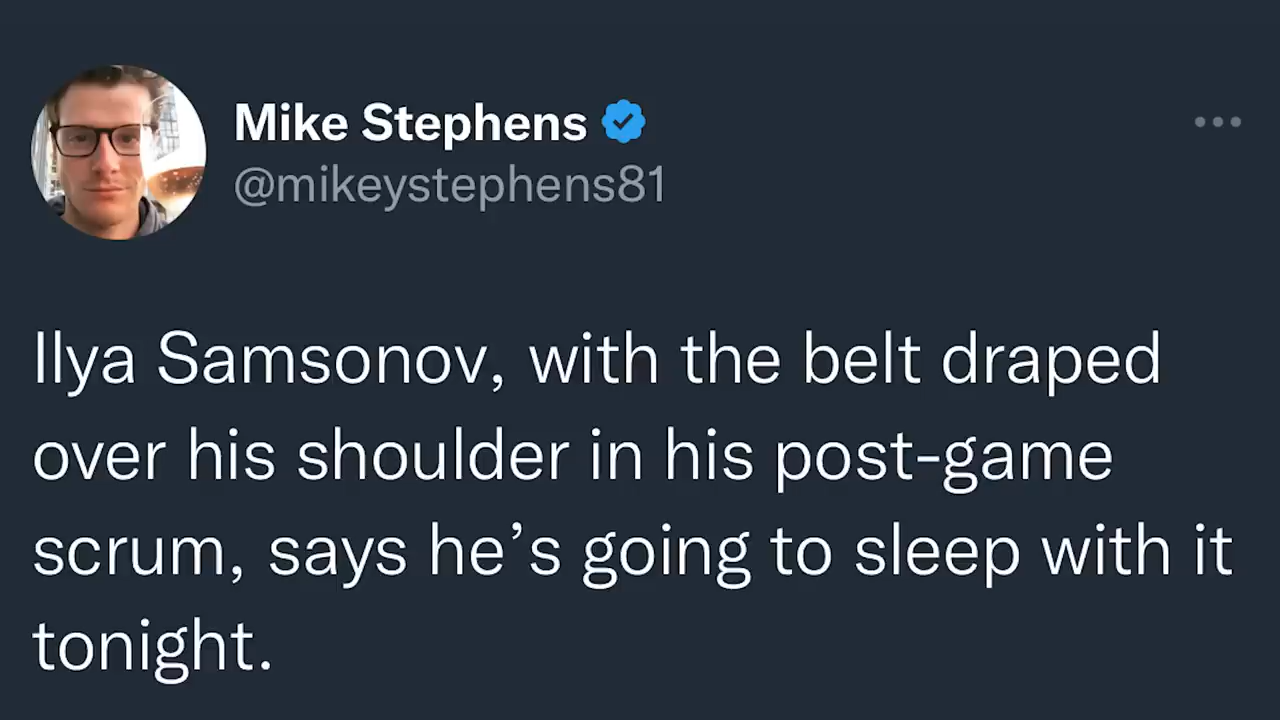 Mike Stephens
@mikeystephens81
Ilya Samsonov, with the belt draped
over his shoulder in his post-game
scrum, says he’s going to sleep with it
tonight.